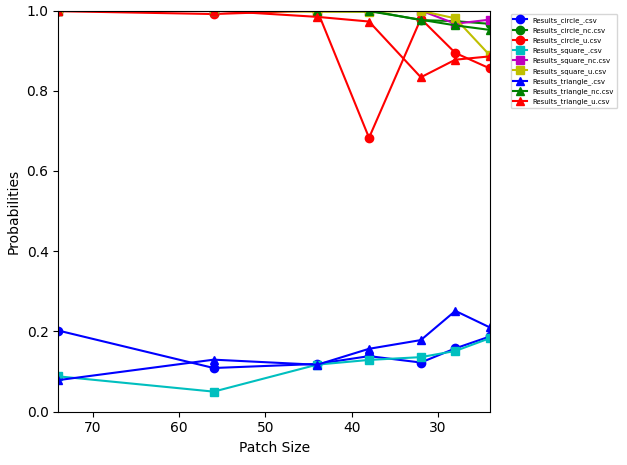 1.0
0.8
0.6
0.4
0.2
0.0
Probabilities
70
60
50
40
30
Patch Size
Results_circle_.csv
Results_circle_nc.csv
Results_circle_u.csv
Results_square_.csv
Results_square_nc.csv
Results_square_u.csv
Results_triangle_.csv
Results_triangle_nc.csv
Results_triangle_u.csv